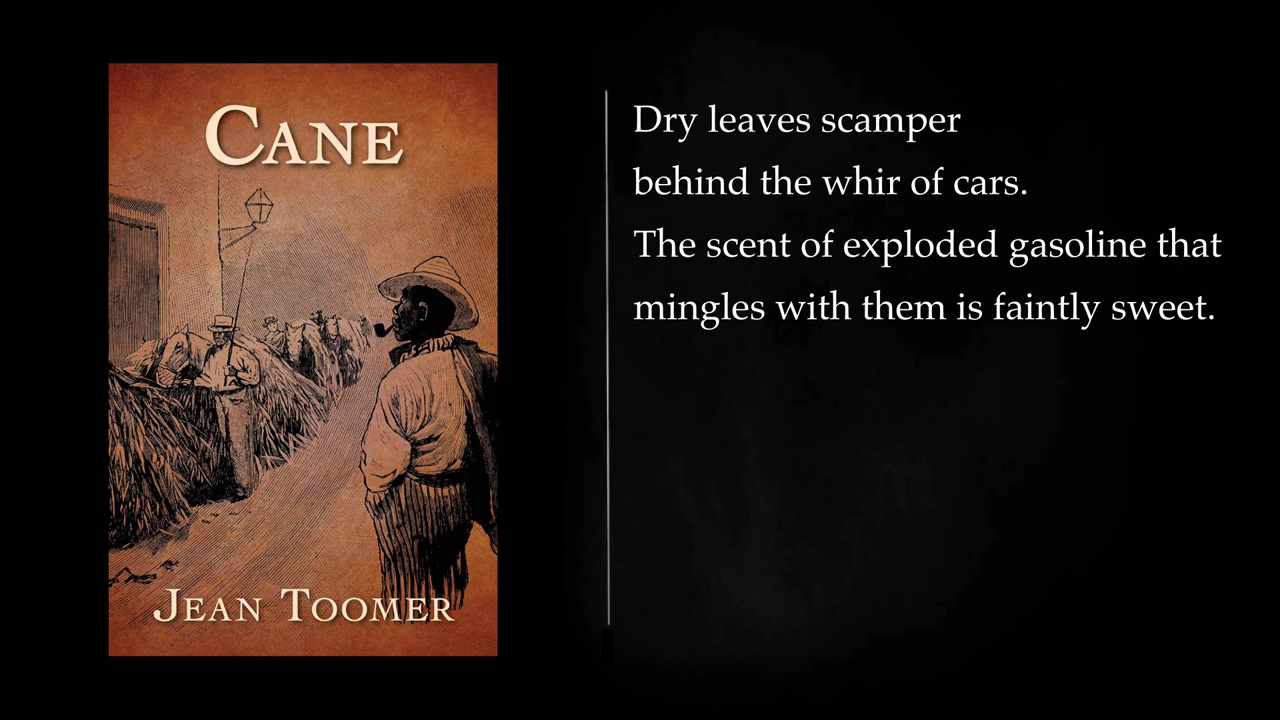 CANE
JEAN TOOMER
Dry leaves scamper
behind the whir of cars.
The scent of exploded gasoline that
mingles with them is faintly sweet.